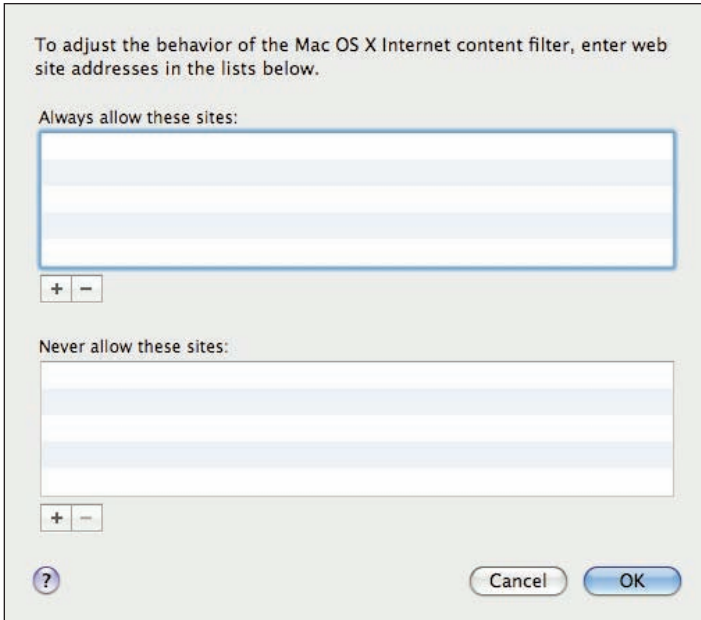 To adjust the behavior of the Mac OS X Internet content filter, enter web
site addresses in the lists below.
Always allow these sites:
+ −
Never allow these sites:
+ −
? Cancel OK